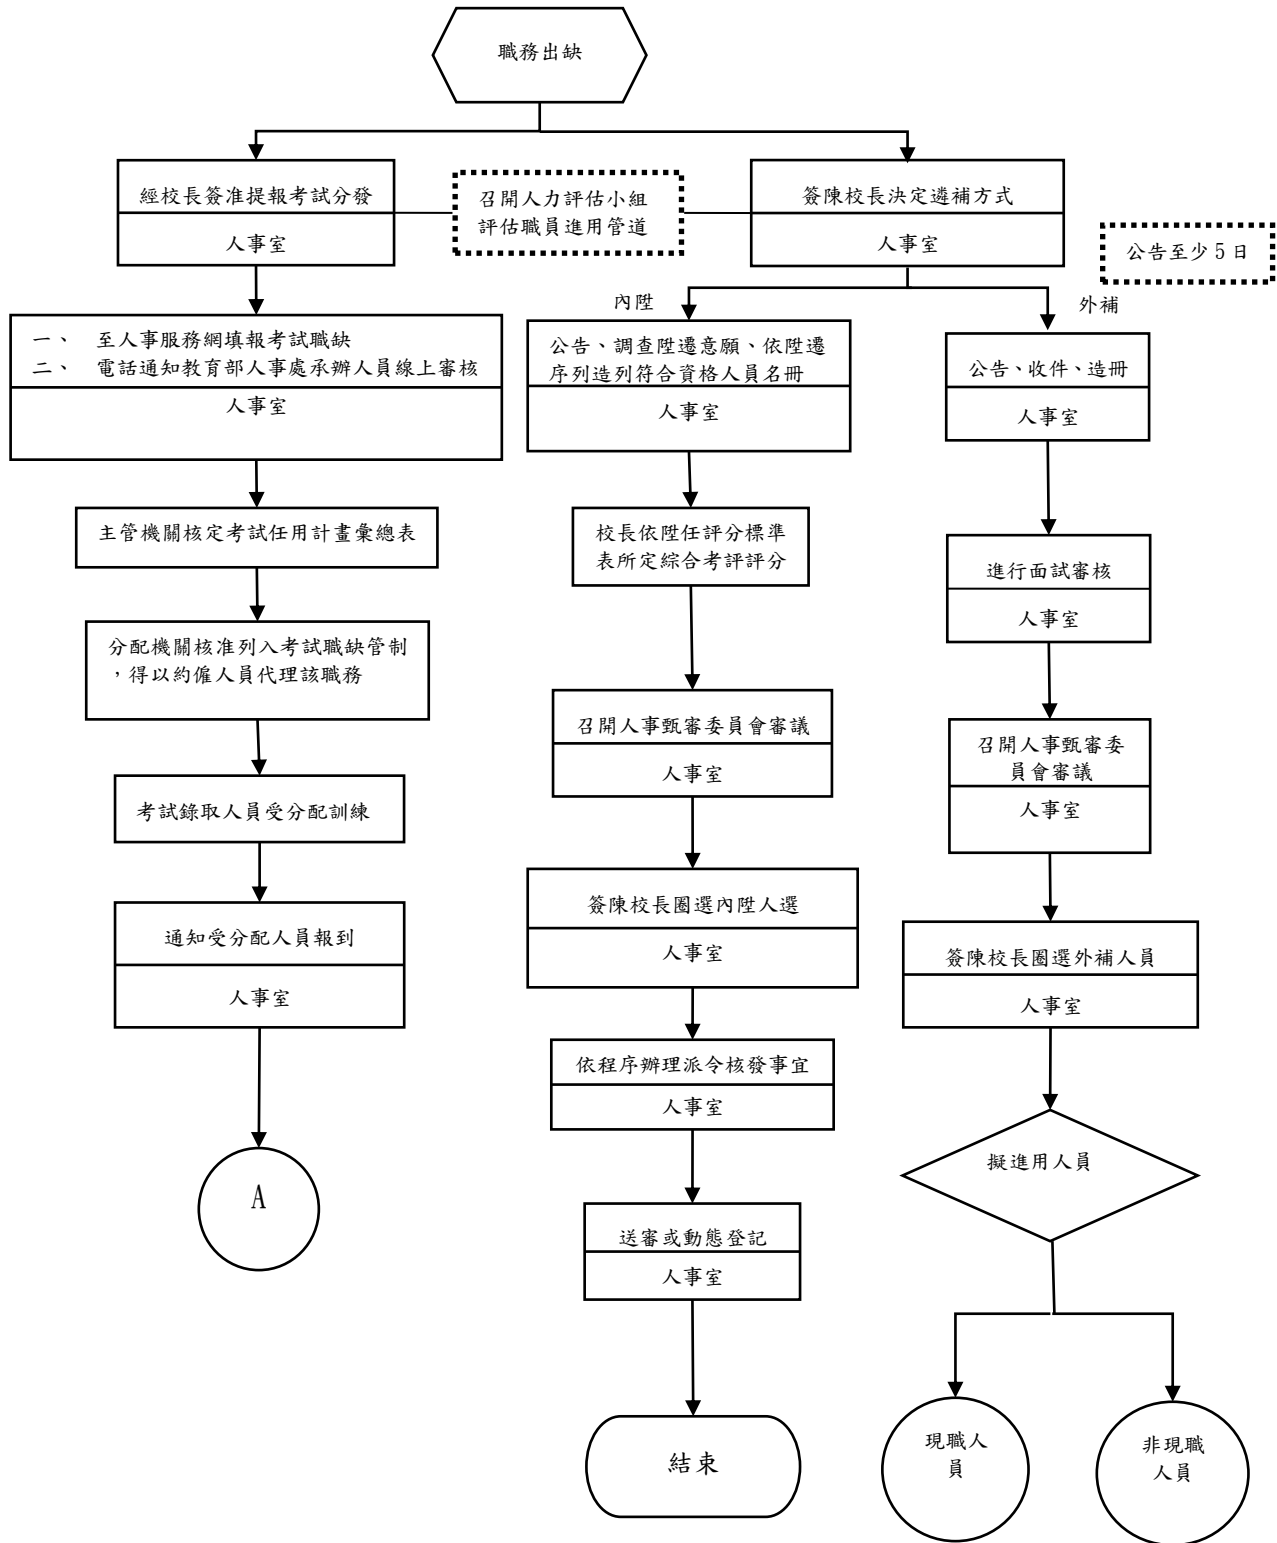 職務出缺
經校長簽准提報考試分發
人事室
召開人力評估小組
評估職員進用管道
簽陳校長決定遴補方式
人事室
公告至少5日
內陞
外補
一、 至人事服務網填報考試職缺
二、 電話通知教育部人事處承辦人員線上審核
人事室
公告、調查陞遷意願、依陞遷
序列造列符合資格人員名冊
人事室
公告、收件、造冊
人事室
主管機關核定考試任用計畫彙總表
校長依陞任評分標準
表所定綜合考評評分
進行面試審核
人事室
分配機關核准列入考試職缺管制
，得以約僱人員代理該職務
召開人事甄審委員會審議
人事室
召開人事甄審委
員會審議
人事室
考試錄取人員受分配訓練
簽陳校長圈選內陞人選
人事室
通知受分配人員報到
人事室
簽陳校長圈選外補人員
人事室
依程序辦理派令核發事宜
人事室
擬進用人員
A
送審或動態登記
人事室
結束
現職人
員
非現職
人員